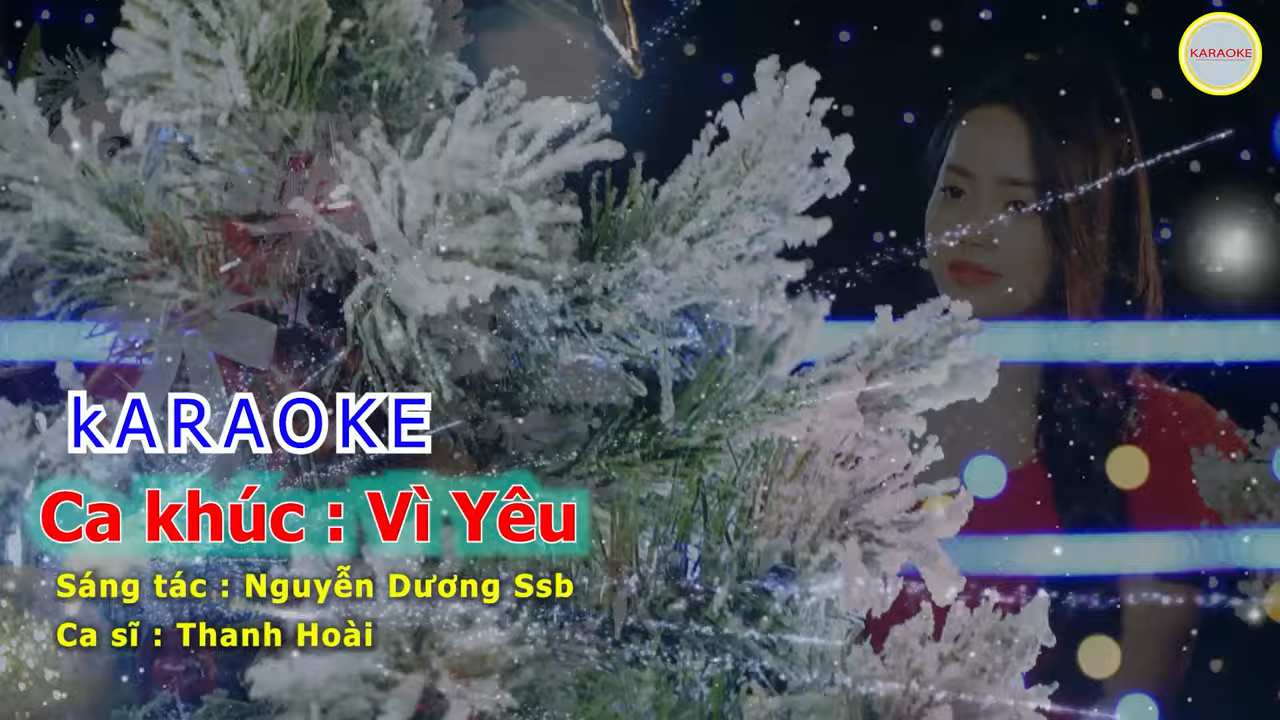 KARAOKE
kARAOKE
Ca khúc : Vì Yêu
Sáng tác : Nguyễn Dương Ssb
Ca sĩ : Thanh Hoài